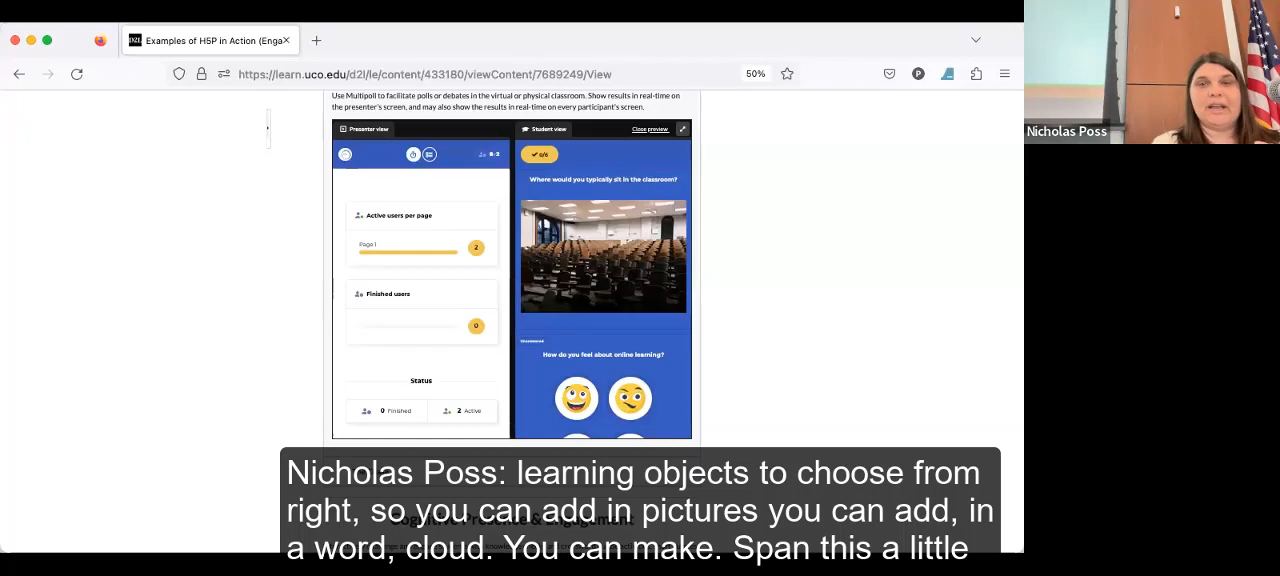 Examples of H5P in Action (Enga
https://learn.uco.edu/d2l/le/content/433180/viewContent/7689249/View
50%
Use Multipoll to facilitate polls or debates in the virtual or physical classroom. Show results in real-time on
the presenter's screen, and may also show the results in real-time on every participant's screen.
Presenter view
Student view
Close preview
0/6
Where would you typically sit in the classroom?
Active users per page
Page 1
2
Finished users
0
How do you feel about online learning?
Status
0 Finished
2 Active
Nicholas Poss
Cognitive Presence & Engagement
Nicholas Poss: learning objects to choose from
right, so you can add in pictures you can add, in
a word, cloud. You can make. Span this a little